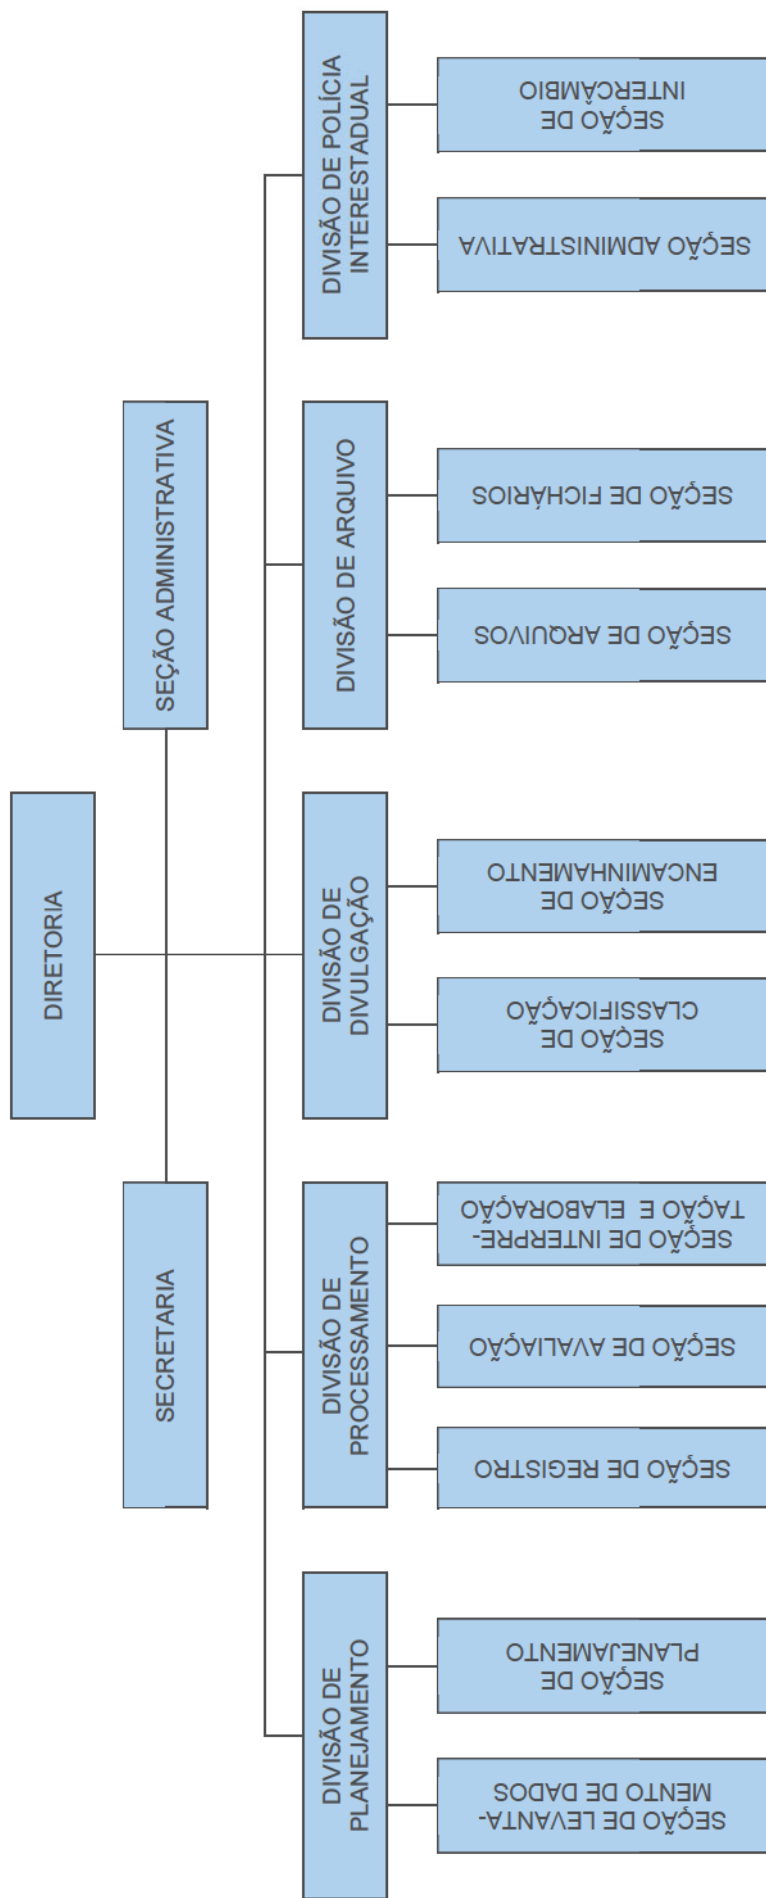 DIRETORIA
SECRETARIA
SEÇÃO ADMINISTRATIVA
DIVISÃO DE
PLANEJAMENTO
DIVISÃO DE
PROCESSAMENTO
DIVISÃO DE
DIVULGAÇÃO
DIVISÃO DE ARQUIVO
DIVISÃO DE POLÍCIA
INTERESTADUAL
SEÇÃO DE LEVANTA-
MENTO DE DADOS
SEÇÃO DE
PLANEJAMENTO
SEÇÃO DE REGISTRO
SEÇÃO DE AVALIAÇÃO
SEÇÃO DE INTERPRE-
TAÇÃO E ELABORAÇÃO
SEÇÃO DE
CLASSIFICAÇÃO
SEÇÃO DE
ENCAMINHAMENTO
SEÇÃO DE ARQUIVOS
SEÇÃO DE FICHÁRIOS
SEÇÃO ADMINISTRATIVA
SEÇÃO DE
INTERCÂMBIO